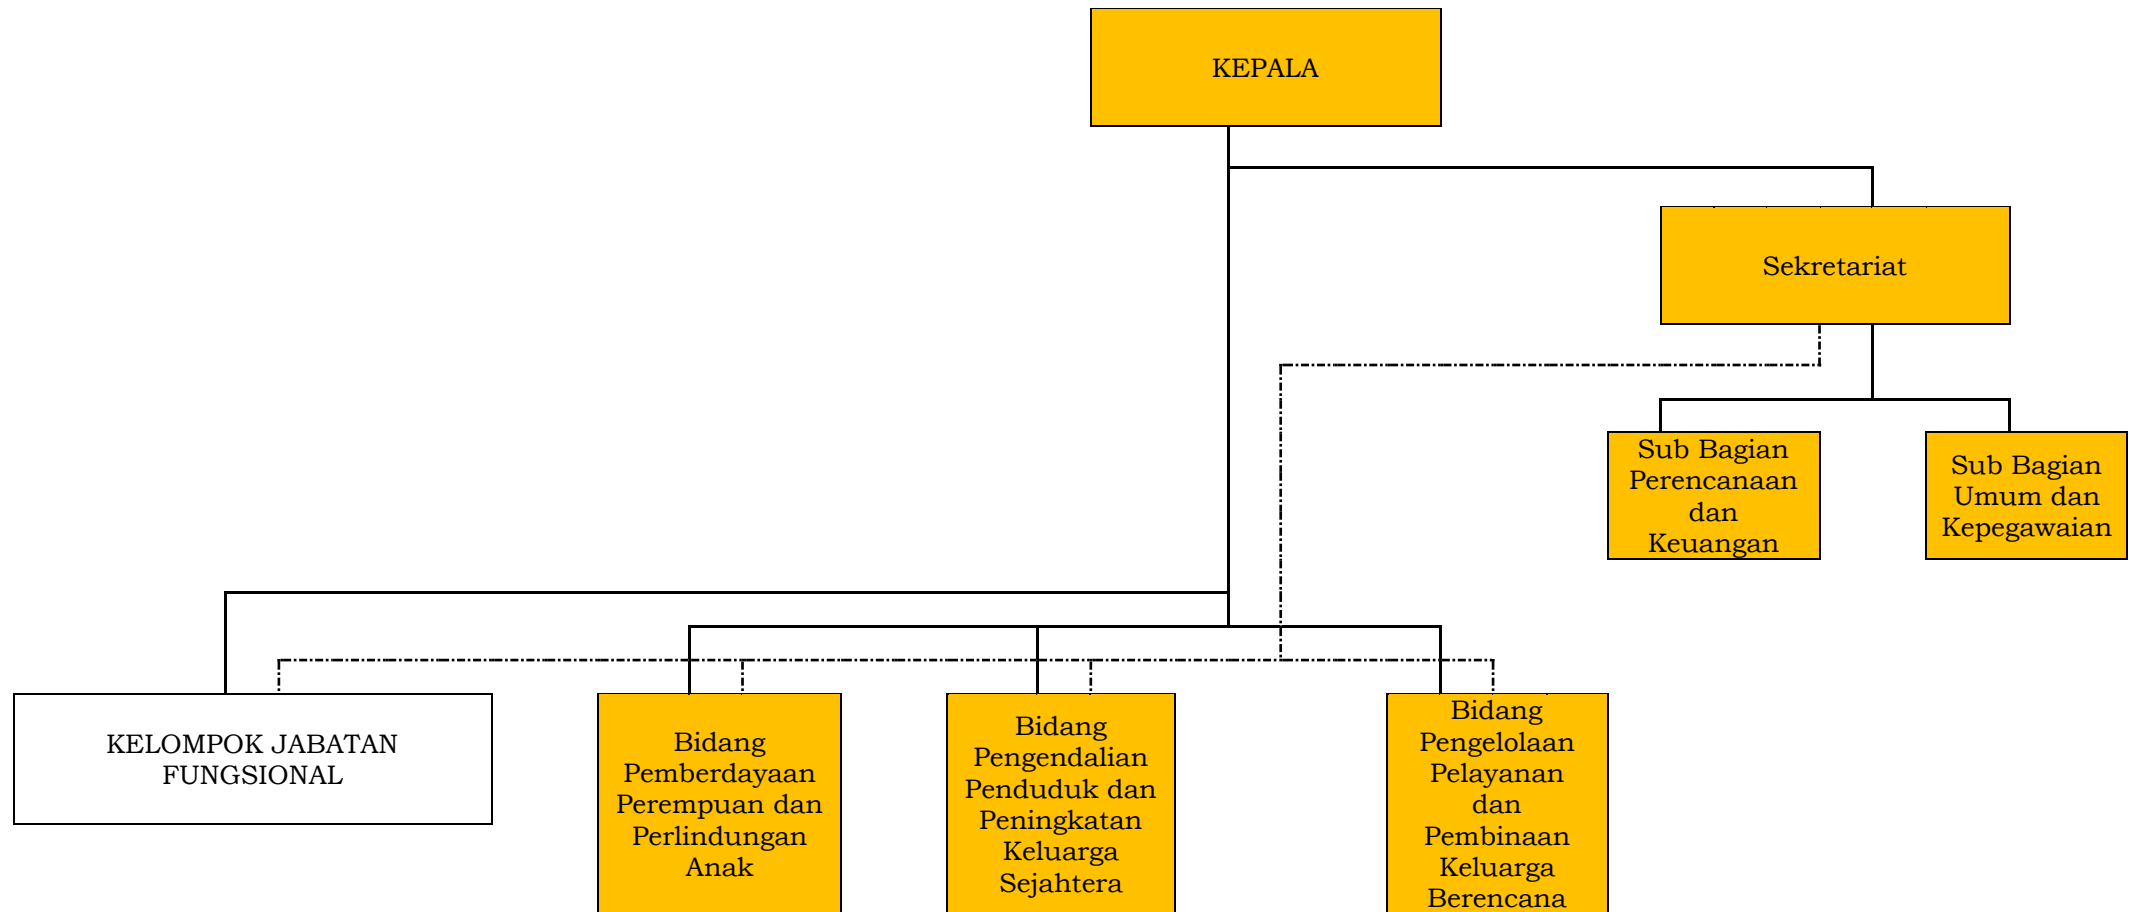 KEPALA
Sekretariat
Sub Bagian
Perencanaan
dan
Keuangan
Sub Bagian
Umum dan
Kepegawaian
KELOMPOK JABATAN
FUNGSIONAL
Bidang
Pemberdayaan
Perempuan dan
Perlindungan
Anak
Bidang
Pengendalian
Penduduk dan
Peningkatan
Keluarga
Sejahtera
Bidang
Pengelolaan
Pelayanan
dan
Pembinaan
Keluarga
Berencana